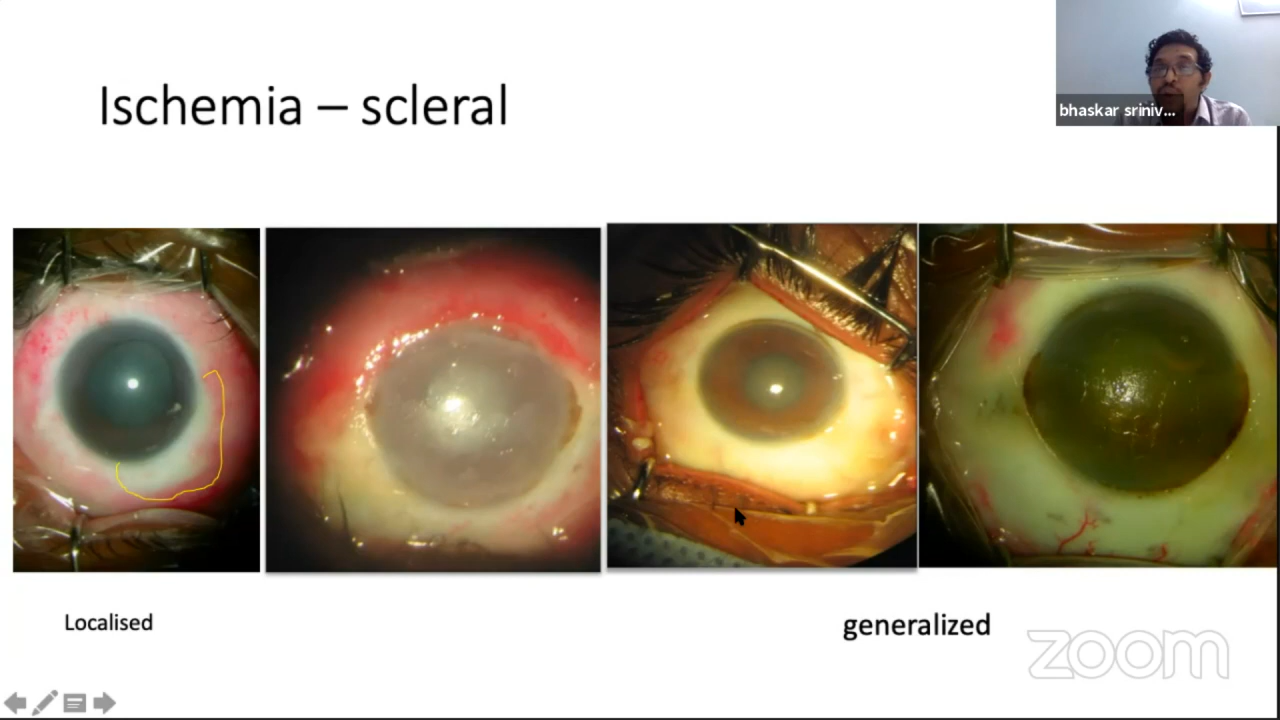 Ischemia – scleral
bhaskar sriniv...
Localised
generalized
zoom